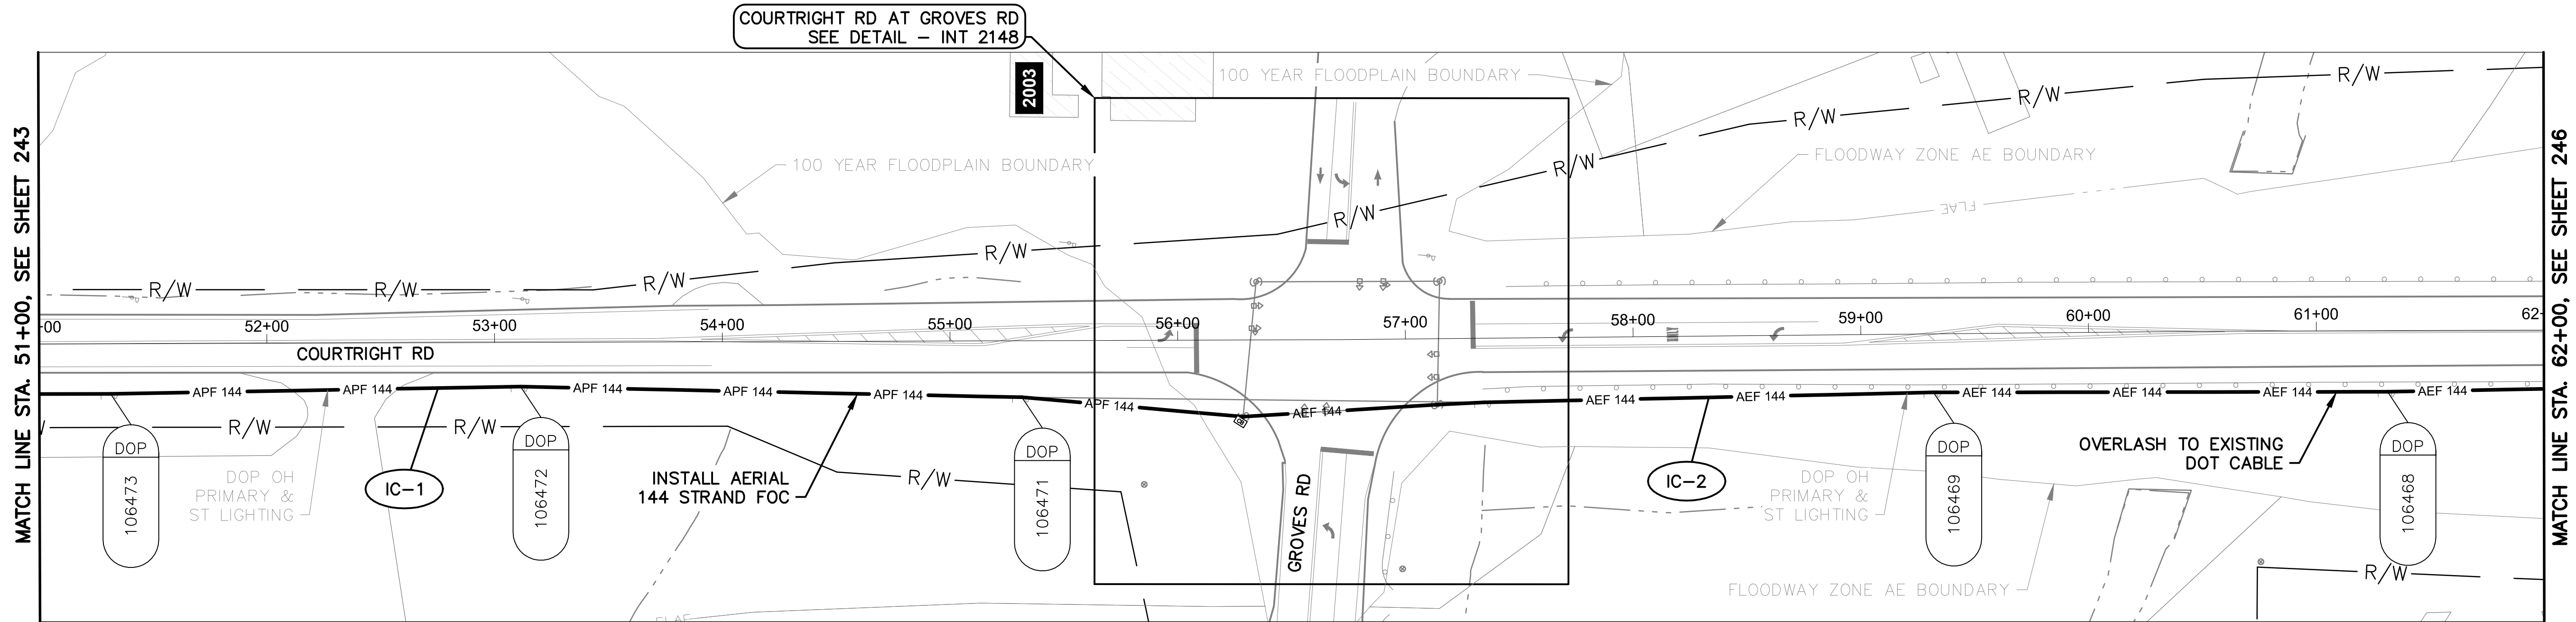 COURTRIGHT RD AT GROVES RD
SEE DETAIL – INT 2148
2003
100 YEAR FLOODPLAIN BOUNDARY
R/W
R/W
R/W
R/W
MATCH LINE STA. 51+00, SEE SHEET 243
100 YEAR FLOODPLAIN BOUNDARY
FLOODWAY ZONE AE BOUNDARY
MATCH LINE STA. 62+00, SEE SHEET 246
R/W
FLAE
R/W
R/W
R/W
R/W
00
52+00
53+00
54+00
55+00
56+00
57+00
58+00
59+00
60+00
61+00
62
COURTRIGHT RD
APF 144
APF 144
APF 144
APF 144
APF 144
APF 144
AEF 144
AEF 144
AEF 144
AEF 144
AEF 144
AEF 144
AEF 144
R/W
R/W
R/W
DOP
106473
DOP OH
PRIMARY &
ST LIGHTING
IC-1
DOP
106472
INSTALL AERIAL
144 STRAND FOC
DOP
106471
GROVES RD
IC-2
DOP OH
PRIMARY &
ST LIGHTING
DOP
106469
OVERLASH TO EXISTING
DOT CABLE
DOP
106468
FLOODWAY ZONE AE BOUNDARY
R/W
FLAE